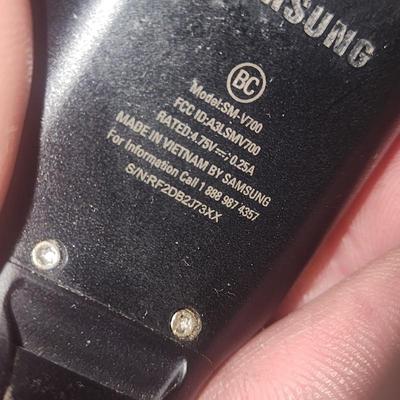 SAMSUNG
BC
Model:SM-V700
FCC ID:A3LSMV700
RATED:4.75V⎓; 0.25A
MADE IN VIETNAM BY SAMSUNG
For Information Call 1 888 987 4357
S/N:RF2DB2J73XX